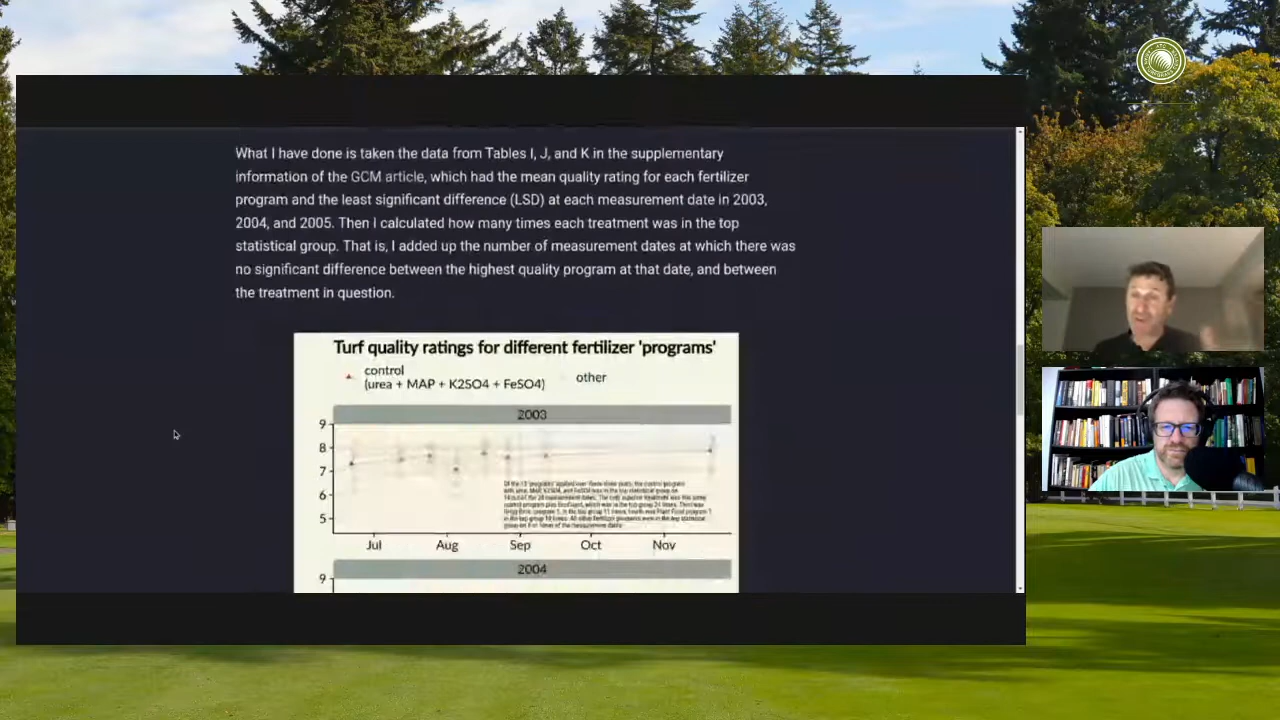 What I have done is taken the data from Tables I, J, and K in the supplementary
information of the GCM article, which had the mean quality rating for each fertilizer
program and the least significant difference (LSD) at each measurement date in 2003,
2004, and 2005. Then I calculated how many times each treatment was in the top
statistical group. That is, I added up the number of measurement dates at which there was
no significant difference between the highest quality program at that date, and between
the treatment in question.
Turf quality ratings for different fertilizer 'programs'
control
(urea + MAP + K2SO4 + FeSO4)
other
2003
9
8
7
6
5
Jul Aug Sep Oct Nov
2004
9